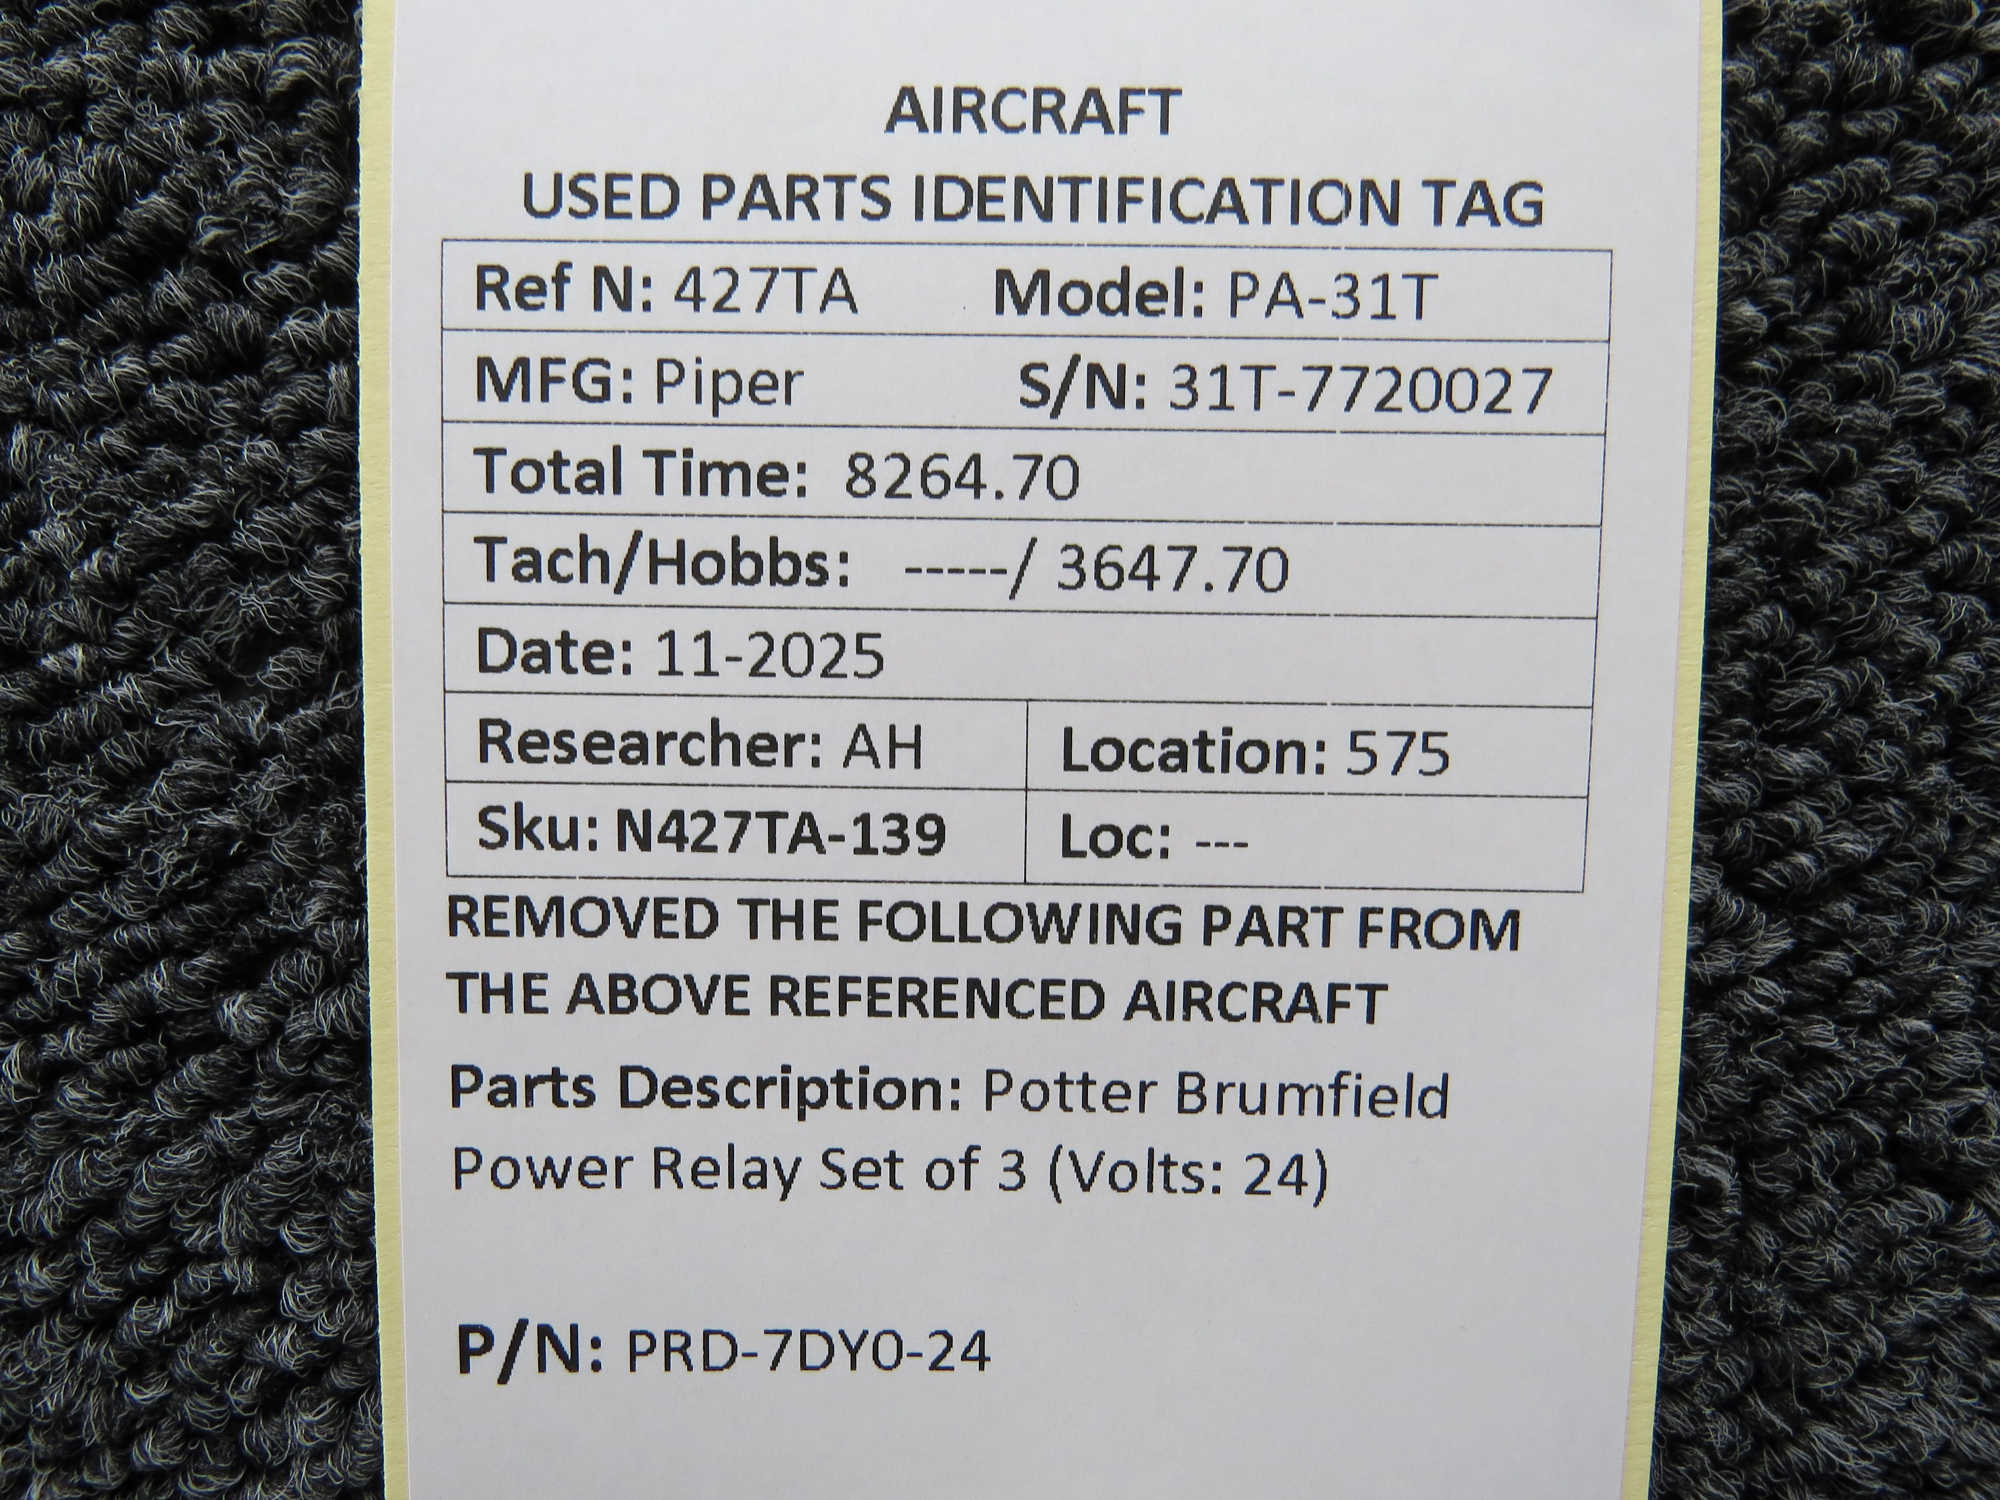 AIRCRAFT
USED PARTS IDENTIFICATION TAG
Ref N: 427TA Model: PA-31T
MFG: Piper S/N: 31T-7720027
Total Time: 8264.70
Tach/Hobbs: -----/ 3647.70
Date: 11-2025
Researcher: AH Location: 575
Sku: N427TA-139 Loc: ---
REMOVED THE FOLLOWING PART FROM
THE ABOVE REFERENCED AIRCRAFT
Parts Description: Potter Brumfield
Power Relay Set of 3 (Volts: 24)
P/N: PRD-7DY0-24